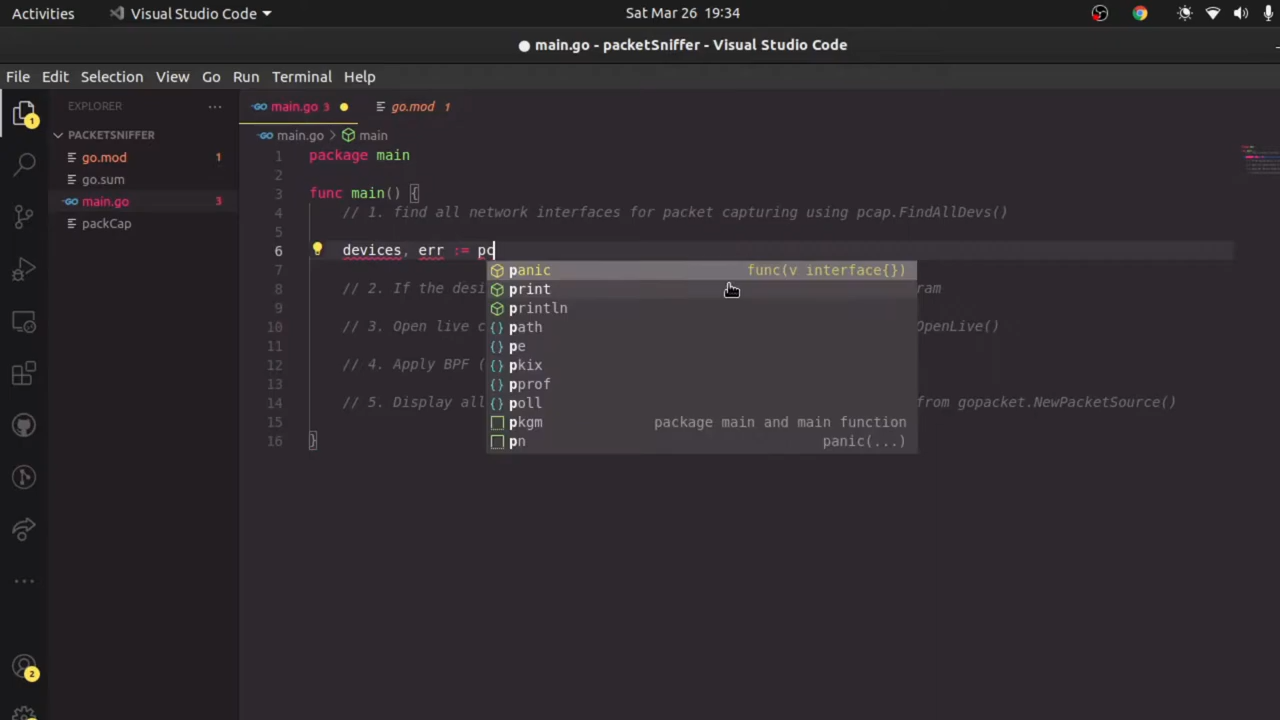 Activities Visual Studio Code Sat Mar 26 19:34
main.go - packetSniffer - Visual Studio Code
File Edit Selection View Go Run Terminal Help
EXPLORER ... main.go 3 go.mod 1
PACKETSNIFFER main.go > main
go.mod 1
go.sum
main.go 3
packCap
1 package main
2
3 func main() {
4 // 1. find all network interfaces for packet capturing using pcap.FindAllDevs()
5
6 devices, err := pc
7 panic func(v interface{})
8 // 2. If the desi print am
9 println
10 // 3. Open live c {} path OpenLive()
11 {} pe
12 // 4. Apply BPF ( {} pkix
13 {} pprof
14 // 5. Display all {} poll from gopacket.NewPacketSource()
15 pkgm package main and main function
16 } pn panic(...)
1
2